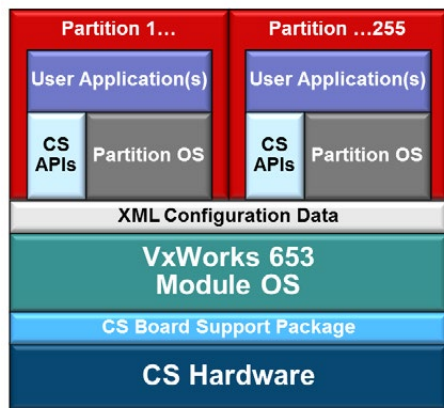 Partition 1...
User Application(s)
CS
APIs
Partition OS
Partition ...255
User Application(s)
CS
APIs
Partition OS
XML Configuration Data
VxWorks 653
Module OS
CS Board Support Package
CS Hardware